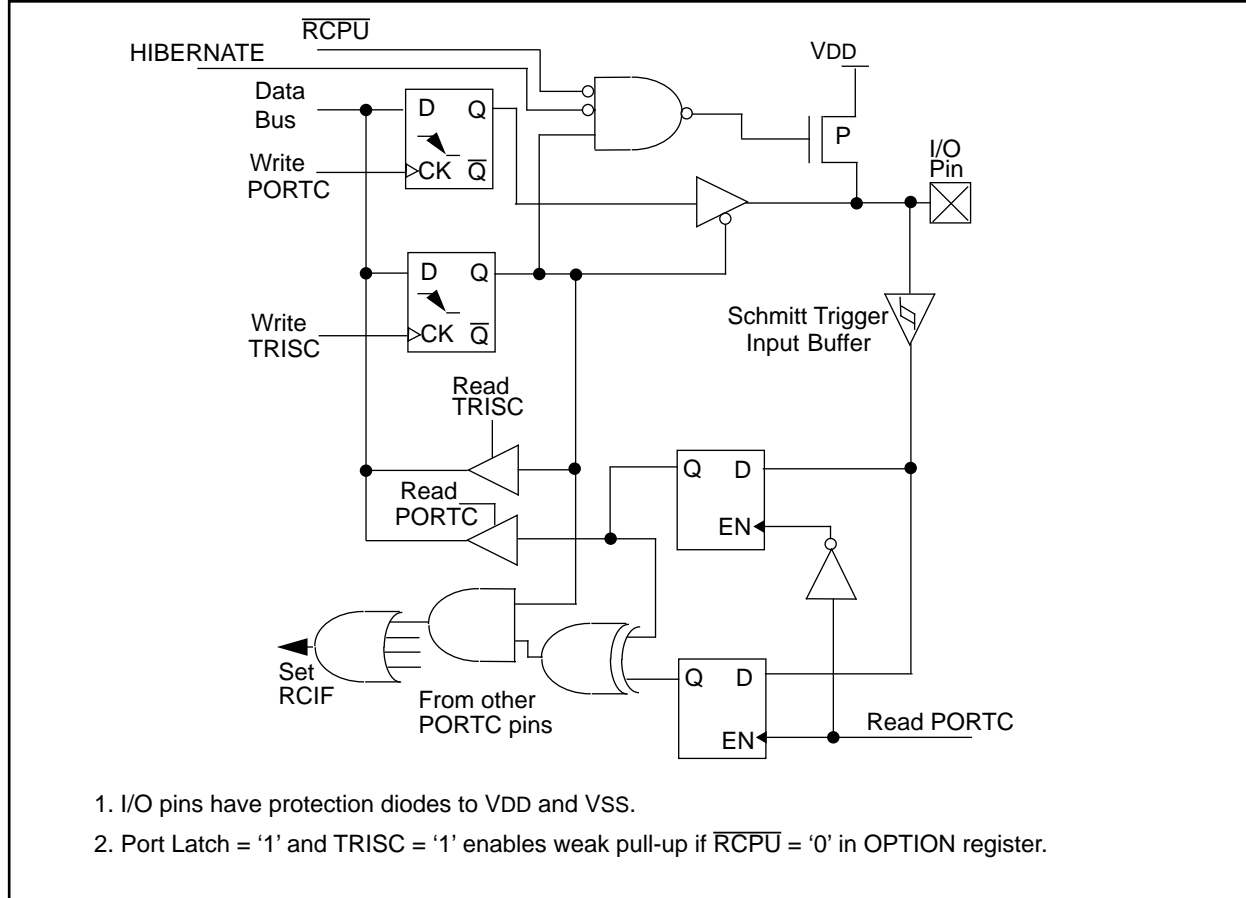 R̅C̅P̅U̅
HIBERNATE
VDD
Data
Bus
D Q
CK Q̅
Write
PORTC
P
I/O
Pin
D Q
CK Q̅
Write
TRISC
Schmitt Trigger
Input Buffer
Read
TRISC
Read
PORTC
Q D
EN
Set
RCIF
From other
PORTC pins
Q D
EN
Read PORTC
1. I/O pins have protection diodes to VDD and VSS.
2. Port Latch = ‘1’ and TRISC = ‘1’ enables weak pull-up if R̅C̅P̅U̅ = ‘0’ in OPTION register.